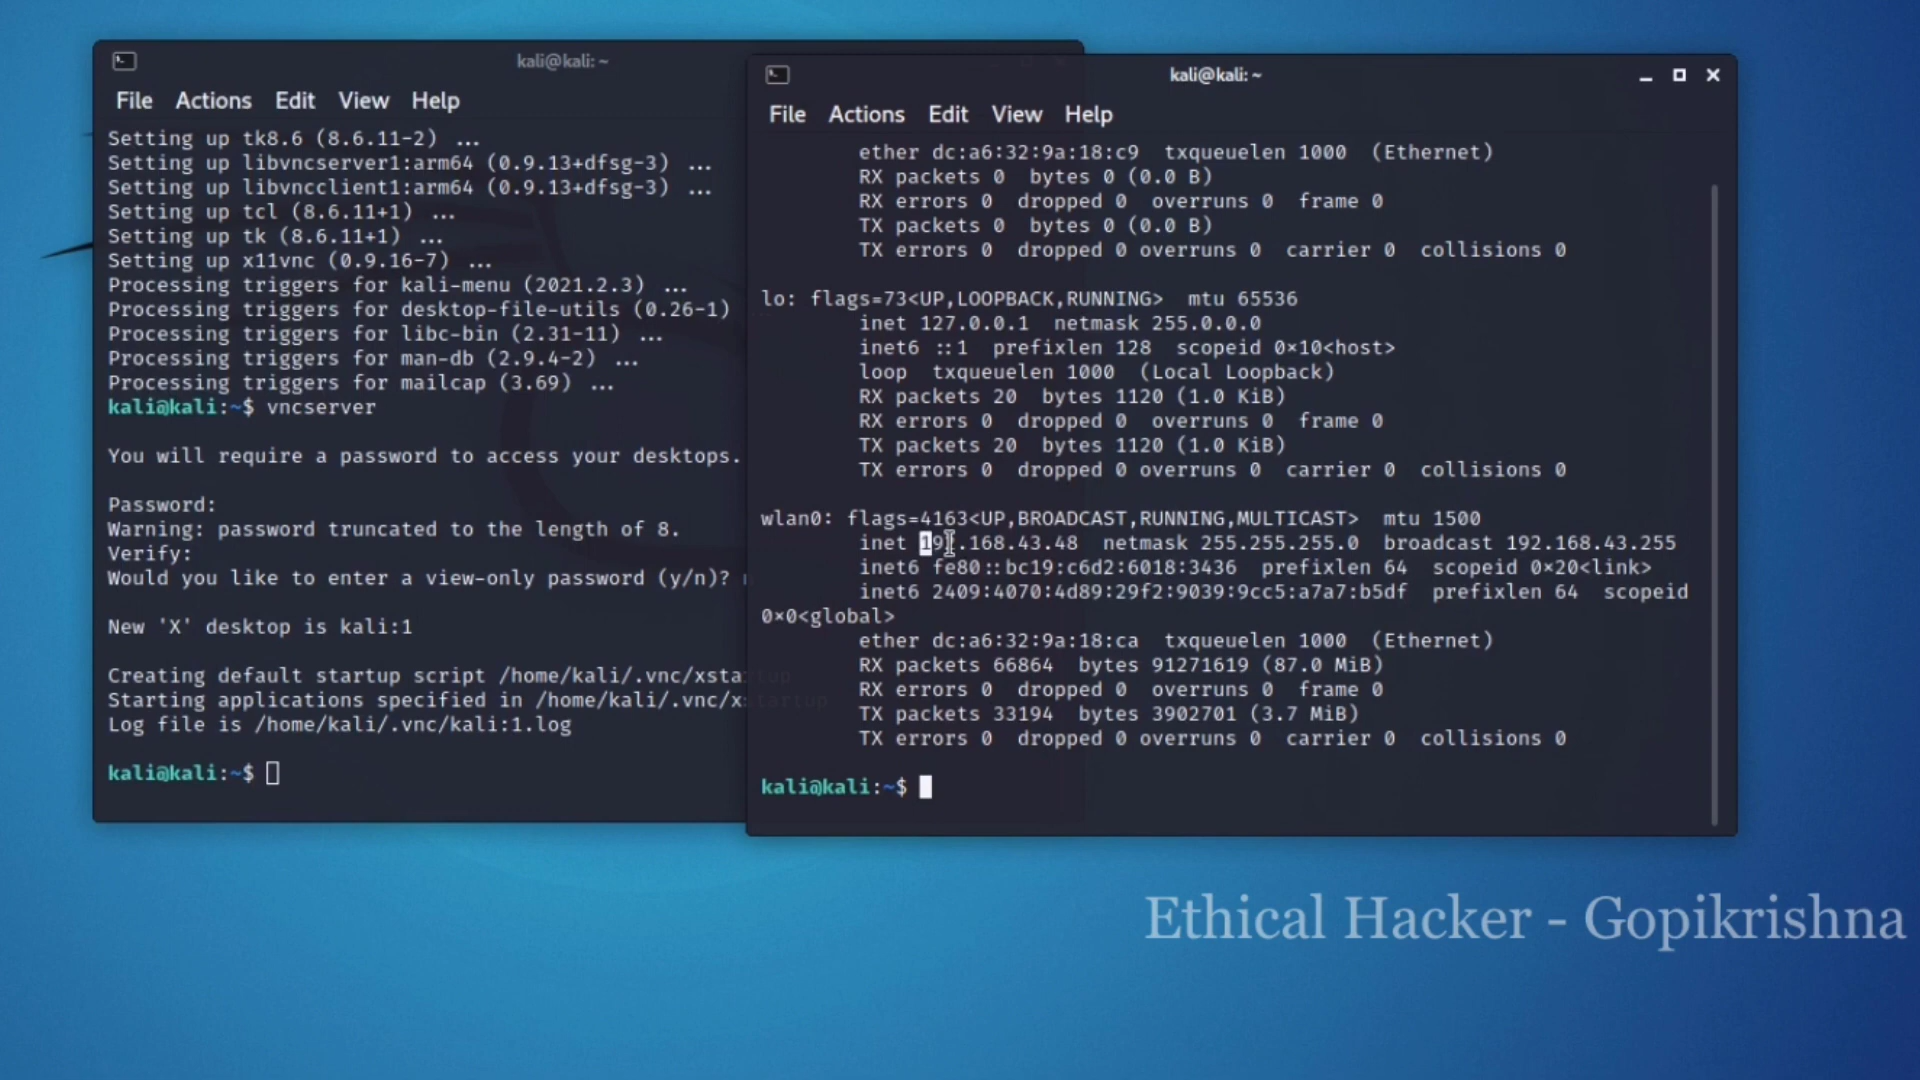 kali@kali: ~
File Actions Edit View Help
Setting up tk8.6 (8.6.11-2) ...
Setting up libvncserver1:arm64 (0.9.13+dfsg-3) ...
Setting up libvncclient1:arm64 (0.9.13+dfsg-3) ...
Setting up tcl (8.6.11+1) ...
Setting up tk (8.6.11+1) ...
Setting up x11vnc (0.9.16-7) ...
Processing triggers for kali-menu (2021.2.3) ...
Processing triggers for desktop-file-utils (0.26-1)
Processing triggers for libc-bin (2.31-11) ...
Processing triggers for man-db (2.9.4-2) ...
Processing triggers for mailcap (3.69) ...
kali@kali:~$ vncserver
You will require a password to access your desktops.
Password:
Warning: password truncated to the length of 8.
Verify:
Would you like to enter a view-only password (y/n)?
New 'X' desktop is kali:1
Creating default startup script /home/kali/.vnc/xstartup
Starting applications specified in /home/kali/.vnc/xstartup
Log file is /home/kali/.vnc/kali:1.log
kali@kali:~$
kali@kali: ~
File Actions Edit View Help
ether dc:a6:32:9a:18:c9 txqueuelen 1000 (Ethernet)
RX packets 0 bytes 0 (0.0 B)
RX errors 0 dropped 0 overruns 0 frame 0
TX packets 0 bytes 0 (0.0 B)
TX errors 0 dropped 0 overruns 0 carrier 0 collisions 0
lo: flags=73<UP,LOOPBACK,RUNNING> mtu 65536
inet 127.0.0.1 netmask 255.0.0.0
inet6 ::1 prefixlen 128 scopeid 0×10<host>
loop txqueuelen 1000 (Local Loopback)
RX packets 20 bytes 1120 (1.0 KiB)
RX errors 0 dropped 0 overruns 0 frame 0
TX packets 20 bytes 1120 (1.0 KiB)
TX errors 0 dropped 0 overruns 0 carrier 0 collisions 0
wlan0: flags=4163<UP,BROADCAST,RUNNING,MULTICAST> mtu 1500
inet 192.168.43.48 netmask 255.255.255.0 broadcast 192.168.43.255
inet6 fe80::bc19:c6d2:6018:3436 prefixlen 64 scopeid 0×20<link>
inet6 2409:4070:4d89:29f2:9039:9cc5:a7a7:b5df prefixlen 64 scopeid
0×0<global>
ether dc:a6:32:9a:18:ca txqueuelen 1000 (Ethernet)
RX packets 66864 bytes 91271619 (87.0 MiB)
RX errors 0 dropped 0 overruns 0 frame 0
TX packets 33194 bytes 3902701 (3.7 MiB)
TX errors 0 dropped 0 overruns 0 carrier 0 collisions 0
kali@kali:~$
Ethical Hacker - Gopikrishna